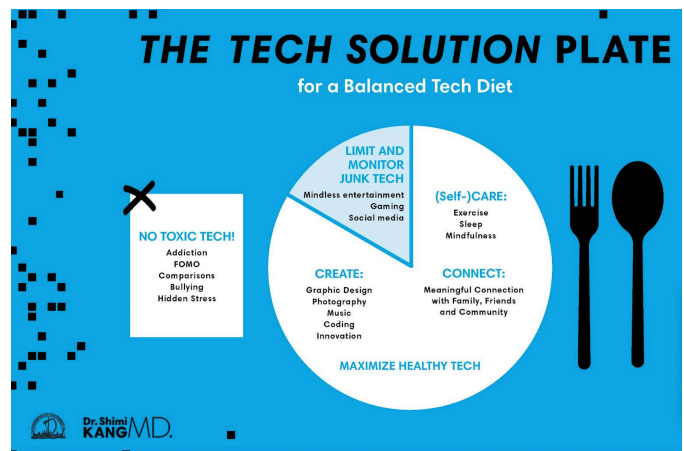 THE TECH SOLUTION PLATE
for a Balanced Tech Diet
NO TOXIC TECH!
Addiction
FOMO
Comparisons
Bullying
Hidden Stress
LIMIT AND
MONITOR
JUNK TECH
Mindless entertainment
Gaming
Social media
(Self-)CARE:
Exercise
Sleep
Mindfulness
CREATE:
Graphic Design
Photography
Music
Coding
Innovation
CONNECT:
Meaningful Connection
with Family, Friends
and Community
MAXIMIZE HEALTHY TECH
Dr. Shimi
KANG MD.